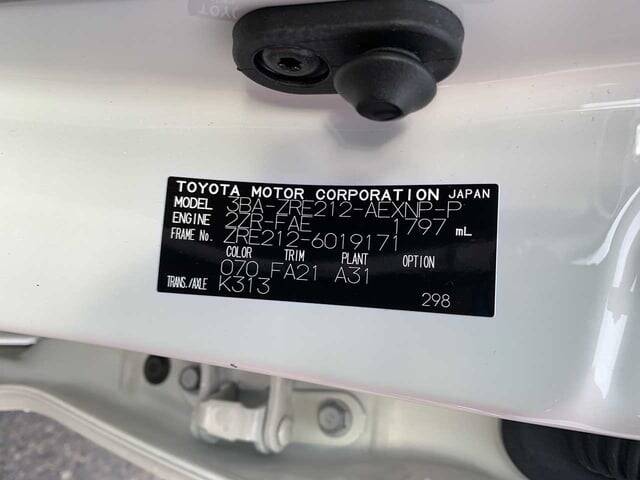 TOYOTA MOTOR CORPORATION JAPAN
MODEL 3BA-ZRE212-AEXNP-P
ENGINE 2ZR-FAE 1797 mL
FRAME No. ZRE212-6019171
COLOR TRIM PLANT OPTION
070 FA21 A31
TRANS./AXLE K313
298